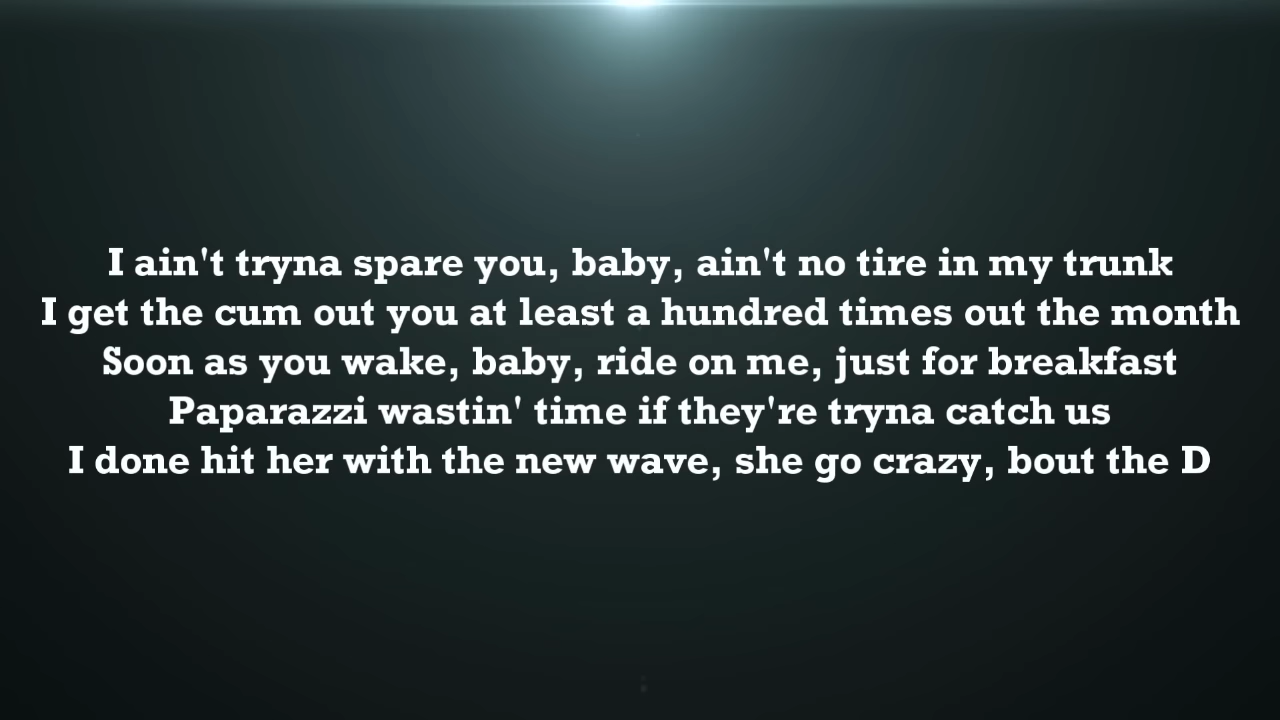 I ain't tryna spare you, baby, ain't no tire in my trunk
I get the cum out you at least a hundred times out the month
Soon as you wake, baby, ride on me, just for breakfast
Paparazzi wastin' time if they're tryna catch us
I done hit her with the new wave, she go crazy, bout the D